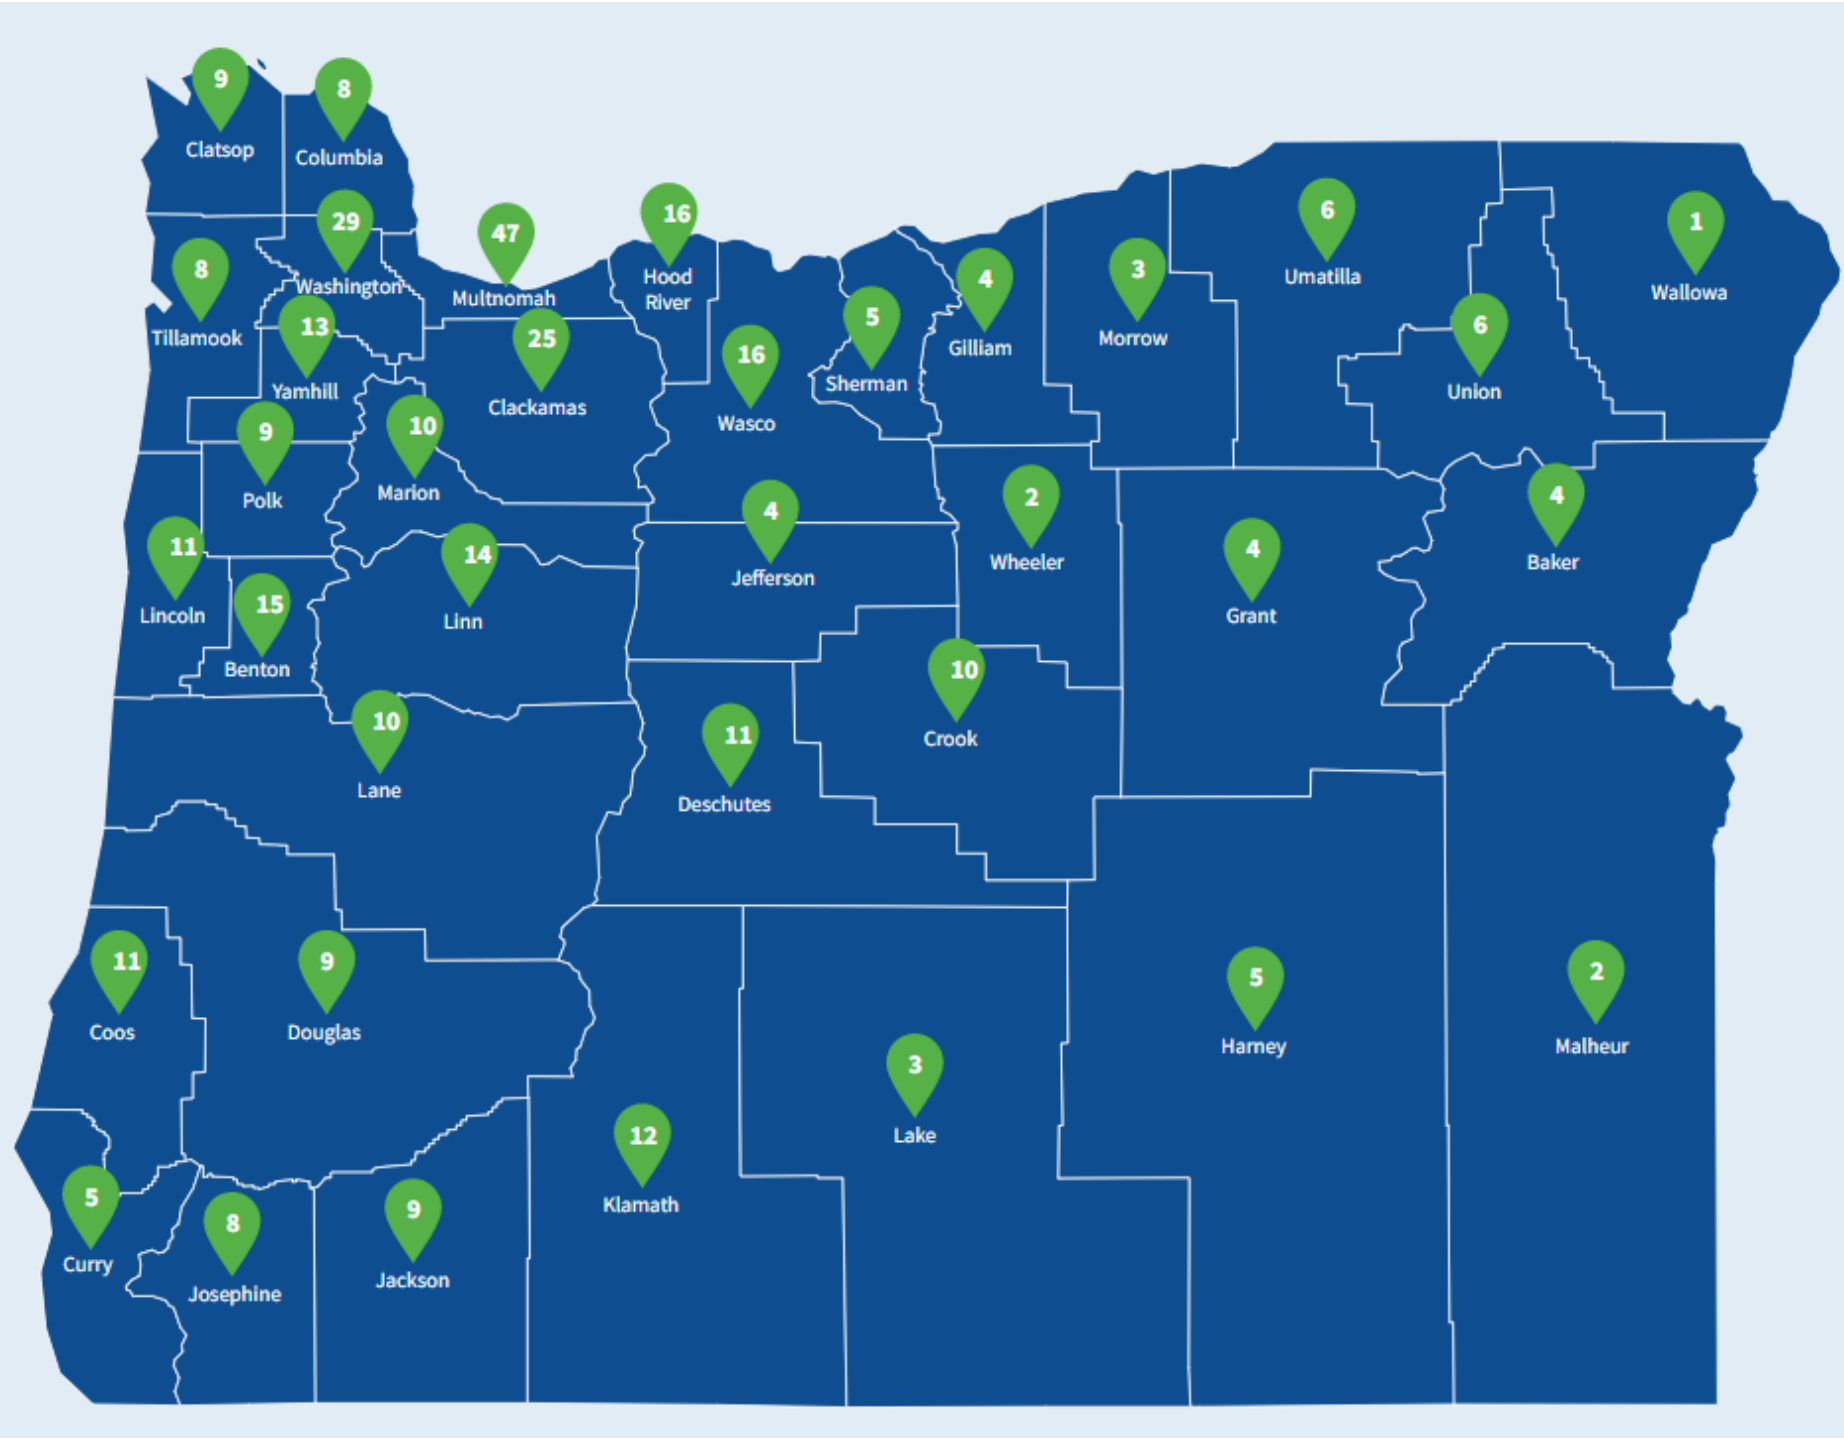 9
Clatsop
8
Columbia
29
Washington
47
Multnomah
16
Hood
River
8
Tillamook
13
Yamhill
25
Clackamas
16
Wasco
5
Sherman
4
Gilliam
3
Morrow
6
Umatilla
6
Union
1
Wallowa
9
Polk
10
Marion
4
Jefferson
2
Wheeler
4
Grant
4
Baker
11
Lincoln
15
Benton
14
Linn
10
Lane
11
Deschutes
10
Crook
11
Coos
9
Douglas
12
Klamath
3
Lake
5
Harney
2
Malheur
5
Curry
8
Josephine
9
Jackson